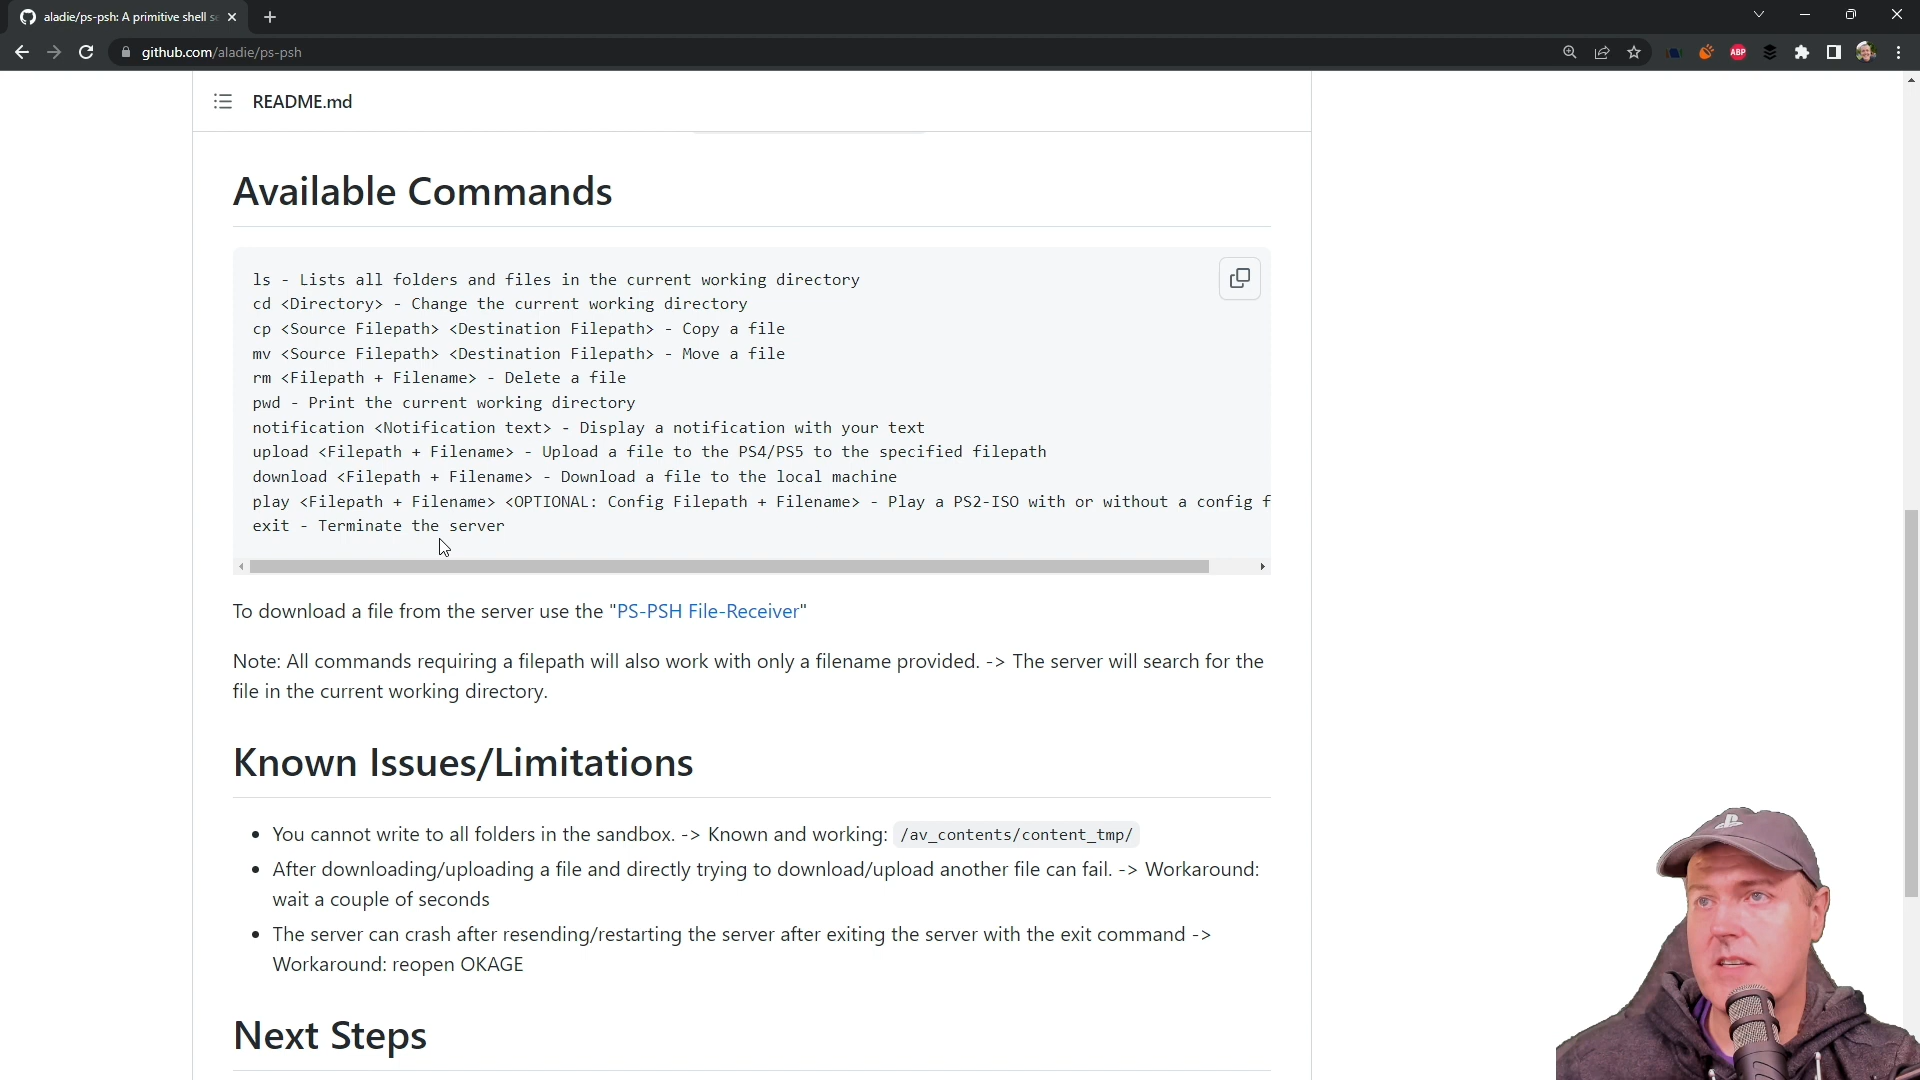 aladie/ps-psh: A primitive shell se
github.com/aladie/ps-psh
ABP
README.md
Available Commands
ls - Lists all folders and files in the current working directory
cd <Directory> - Change the current working directory
cp <Source Filepath> <Destination Filepath> - Copy a file
mv <Source Filepath> <Destination Filepath> - Move a file
rm <Filepath + Filename> - Delete a file
pwd - Print the current working directory
notification <Notification text> - Display a notification with your text
upload <Filepath + Filename> - Upload a file to the PS4/PS5 to the specified filepath
download <Filepath + Filename> - Download a file to the local machine
play <Filepath + Filename> <OPTIONAL: Config Filepath + Filename> - Play a PS2-ISO with or without a config f
exit - Terminate the server
To download a file from the server use the "PS-PSH File-Receiver"
Note: All commands requiring a filepath will also work with only a filename provided. -> The server will search for the
file in the current working directory.
Known Issues/Limitations
• You cannot write to all folders in the sandbox. -> Known and working: /av_contents/content_tmp/
• After downloading/uploading a file and directly trying to download/upload another file can fail. -> Workaround:
wait a couple of seconds
• The server can crash after resending/restarting the server after exiting the server with the exit command ->
Workaround: reopen OKAGE
Next Steps